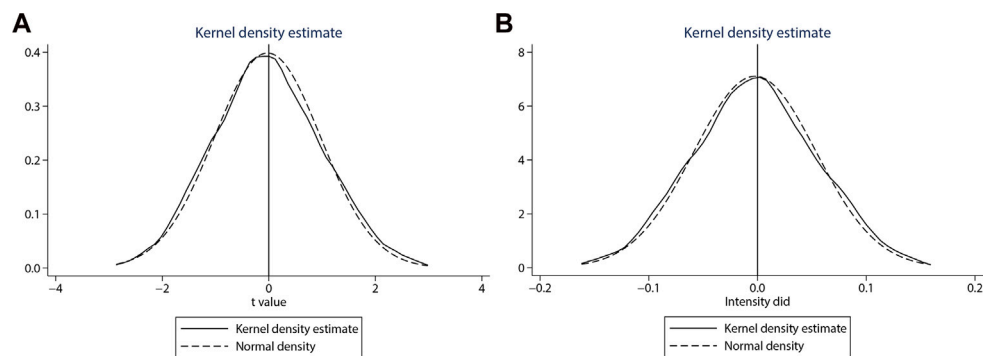 A
Kernel density estimate
0.4
0.3
0.2
0.1
0.0
−4
−2
0
2
4
t value
Kernel density estimate
Normal density
B
Kernel density estimate
8
6
4
2
0
−0.2
−0.1
0.0
0.1
0.2
Intensity did
Kernel density estimate
Normal density